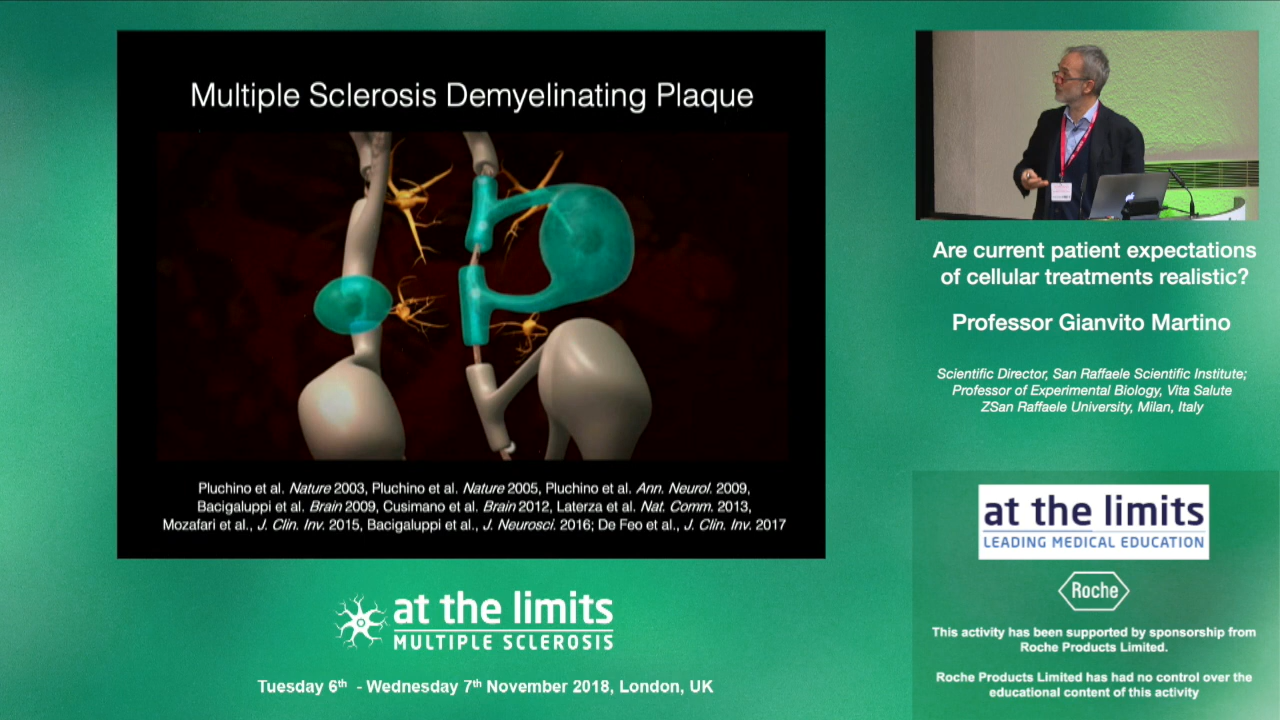 Multiple Sclerosis Demyelinating Plaque
Pluchino et al. Nature 2003, Pluchino et al. Nature 2005, Pluchino et al. Ann. Neurol. 2009,
Bacigaluppi et al. Brain 2009, Cusimano et al. Brain 2012, Laterza et al. Nat. Comm. 2013,
Mozafari et al., J. Clin. Inv. 2015, Bacigaluppi et al., J. Neurosci. 2016; De Feo et al., J. Clin. Inv. 2017
at the limits
MULTIPLE SCLEROSIS
Tuesday 6th - Wednesday 7th November 2018, London, UK
Are current patient expectations
of cellular treatments realistic?
Professor Gianvito Martino
Scientific Director, San Raffaele Scientific Institute;
Professor of Experimental Biology, Vita Salute
ZSan Raffaele University, Milan, Italy
at the limits
LEADING MEDICAL EDUCATION
Roche
This activity has been supported by sponsorship from
Roche Products Limited.
Roche Products Limited has had no control over the
educational content of this activity